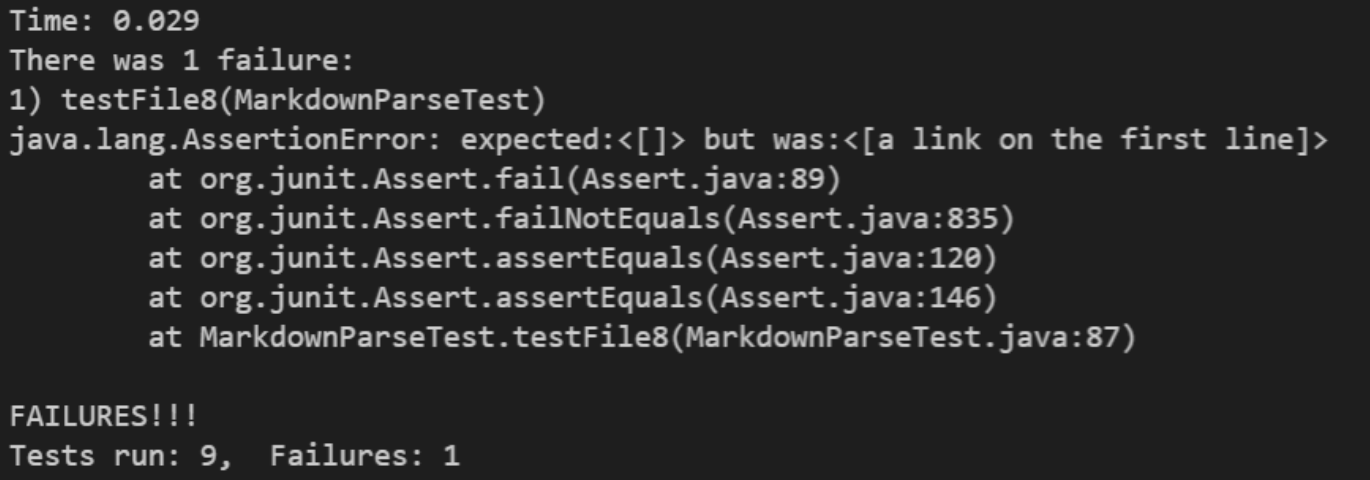 Time: 0.029
There was 1 failure:
1) testFile8(MarkdownParseTest)
java.lang.AssertionError: expected:<[]> but was:<[a link on the first line]>
        at org.junit.Assert.fail(Assert.java:89)
        at org.junit.Assert.failNotEquals(Assert.java:835)
        at org.junit.Assert.assertEquals(Assert.java:120)
        at org.junit.Assert.assertEquals(Assert.java:146)
        at MarkdownParseTest.testFile8(MarkdownParseTest.java:87)

FAILURES!!!
Tests run: 9,  Failures: 1